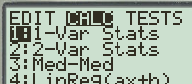 EDIT CALC TESTS
1:1-Var Stats
2:2-Var Stats
3:Med-Med
4:LinReg(ax+b)